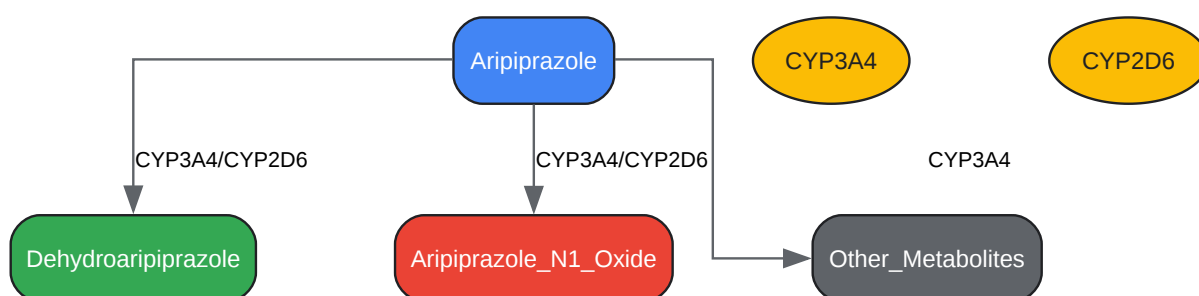 Aripiprazole
CYP3A4
CYP2D6
CYP3A4/CYP2D6
CYP3A4/CYP2D6
CYP3A4
Dehydroaripiprazole
Aripiprazole_N1_Oxide
Other_Metabolites